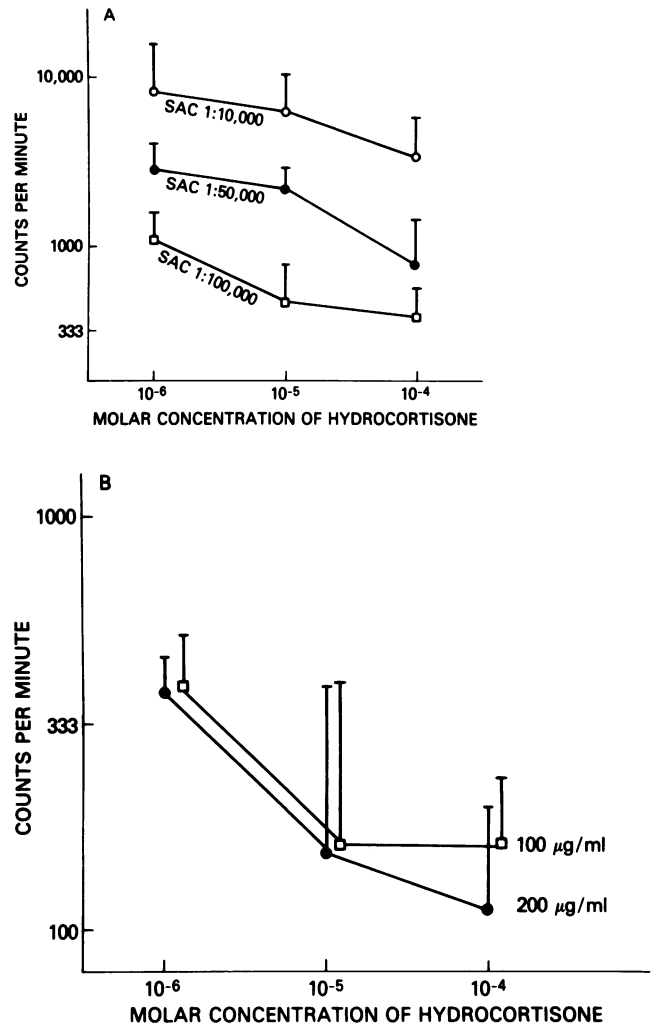 A
10,000
COUNTS PER MINUTE
SAC 1:10,000
SAC 1:50,000
1000
SAC 1:100,000
333
10⁻⁶ 10⁻⁵ 10⁻⁴
MOLAR CONCENTRATION OF HYDROCORTISONE
B
1000
COUNTS PER MINUTE
333
100 μg/ml
200 μg/ml
100
10⁻⁶ 10⁻⁵ 10⁻⁴
MOLAR CONCENTRATION OF HYDROCORTISONE